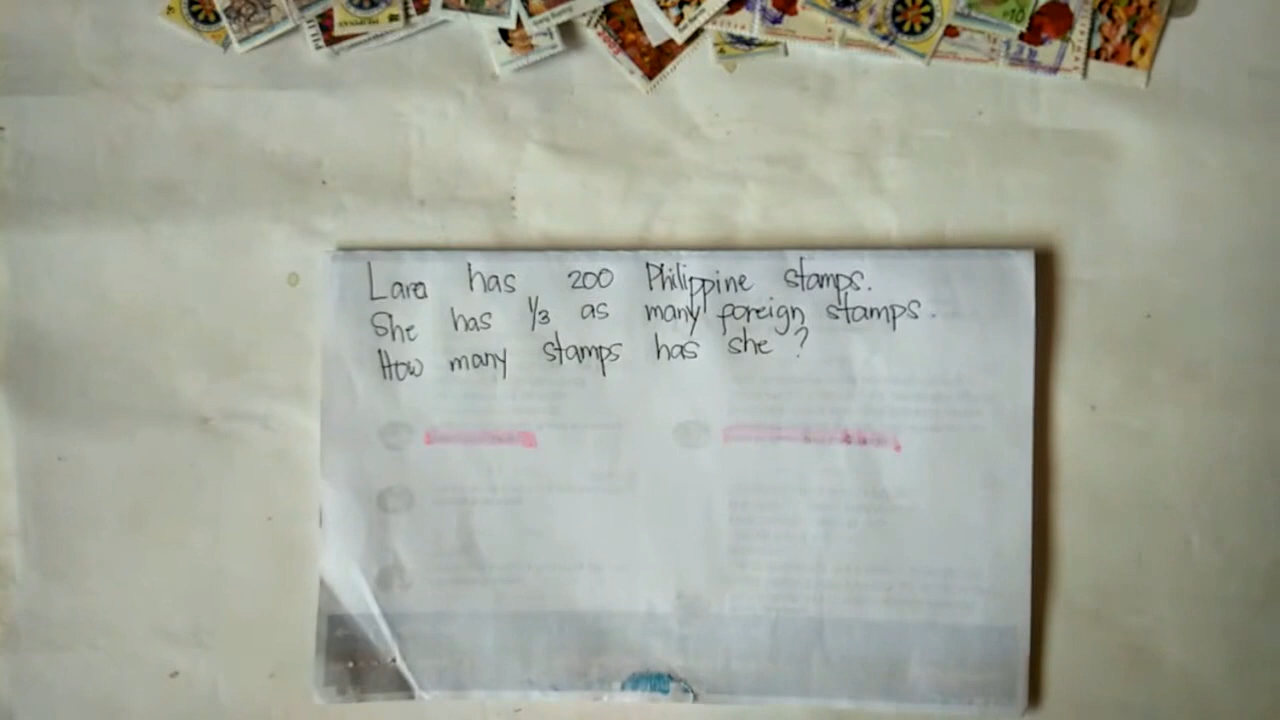 Lara has 200 Philippine stamps.
She has 1/3 as many foreign stamps.
How many stamps has she?